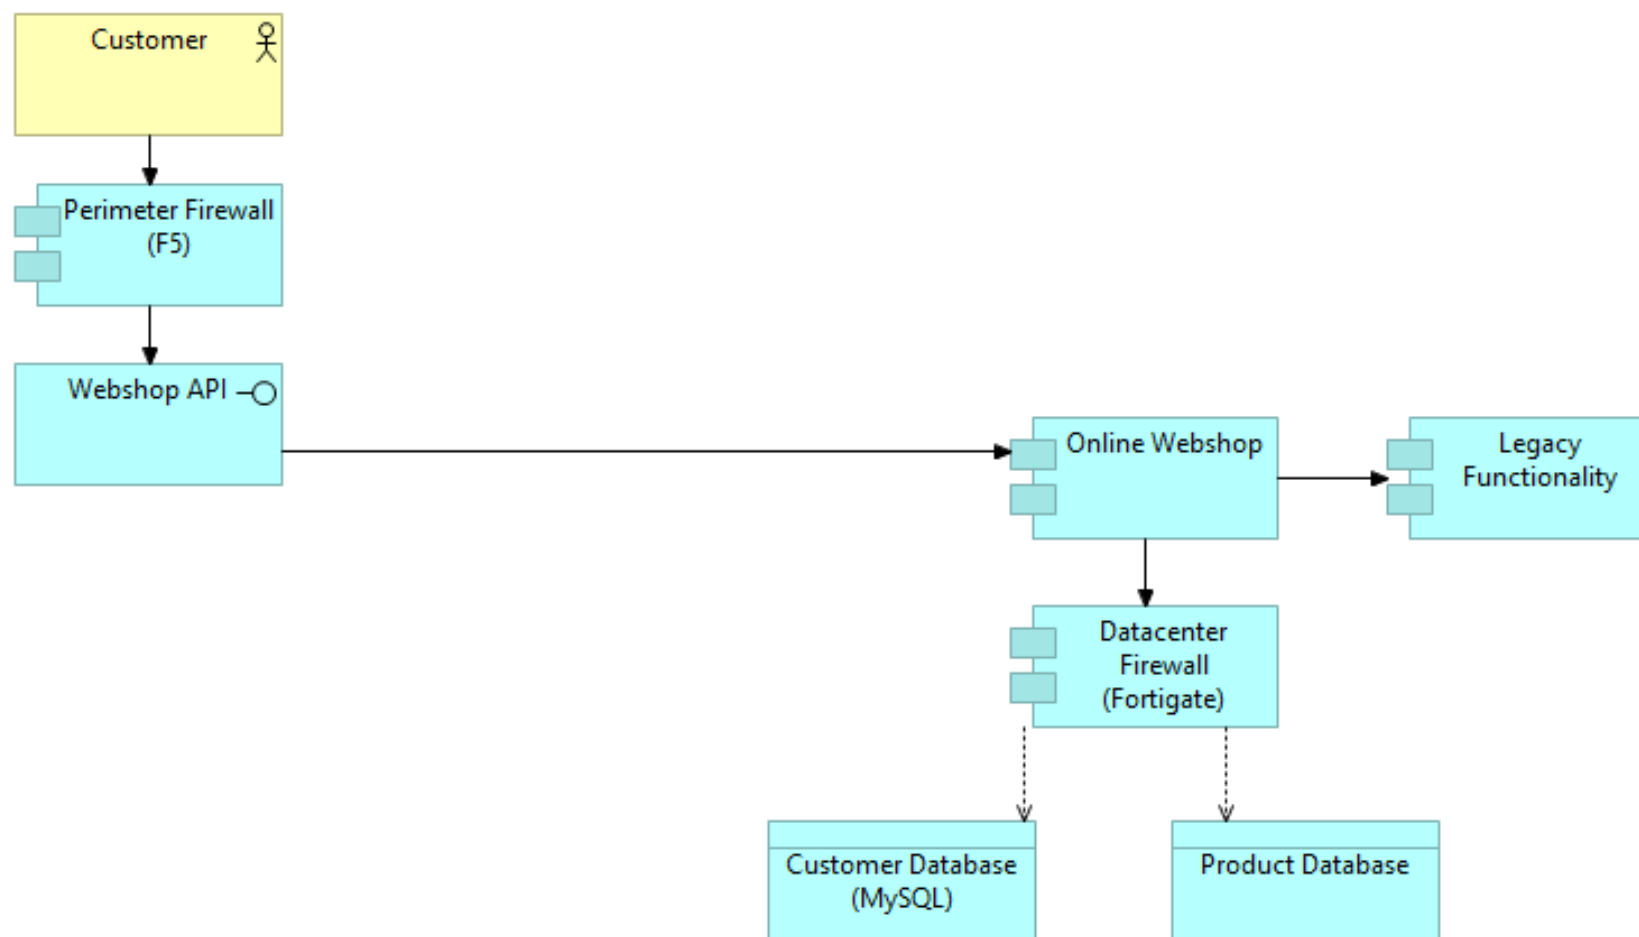 Customer
Perimeter Firewall
(F5)
Webshop API
Online Webshop
Legacy
Functionality
Datacenter
Firewall
(Fortigate)
Customer Database
(MySQL)
Product Database